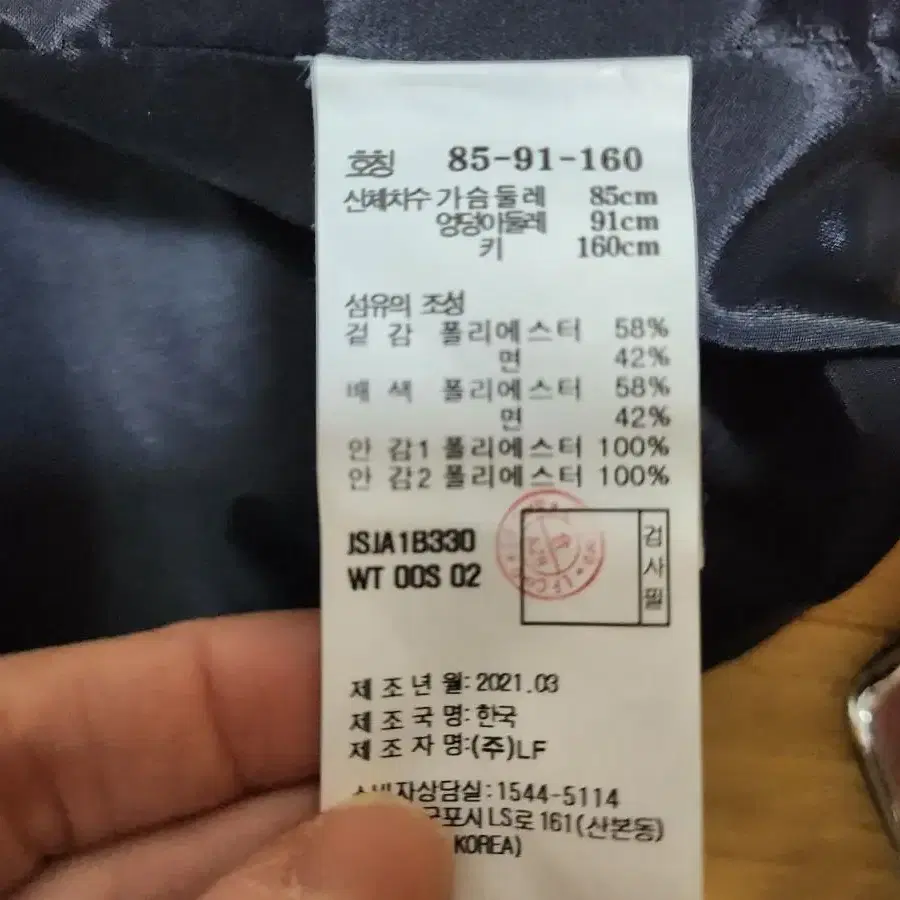 호칭 85-91-160
신체치수 가슴둘레 85cm
엉덩이둘레 91cm
키 160cm
섬유의 조성
겉감 폴리에스터 58%
면 42%
배색 폴리에스터 58%
면 42%
안감1 폴리에스터 100%
안감2 폴리에스터 100%
JSJA1B330
WT 00S 02
검사필
제조년월: 2021.03
제조국명: 한국
제조자명: (주)LF
소비자상담실: 1544-5114
군포시 LS로 161(산본동)
KOREA)